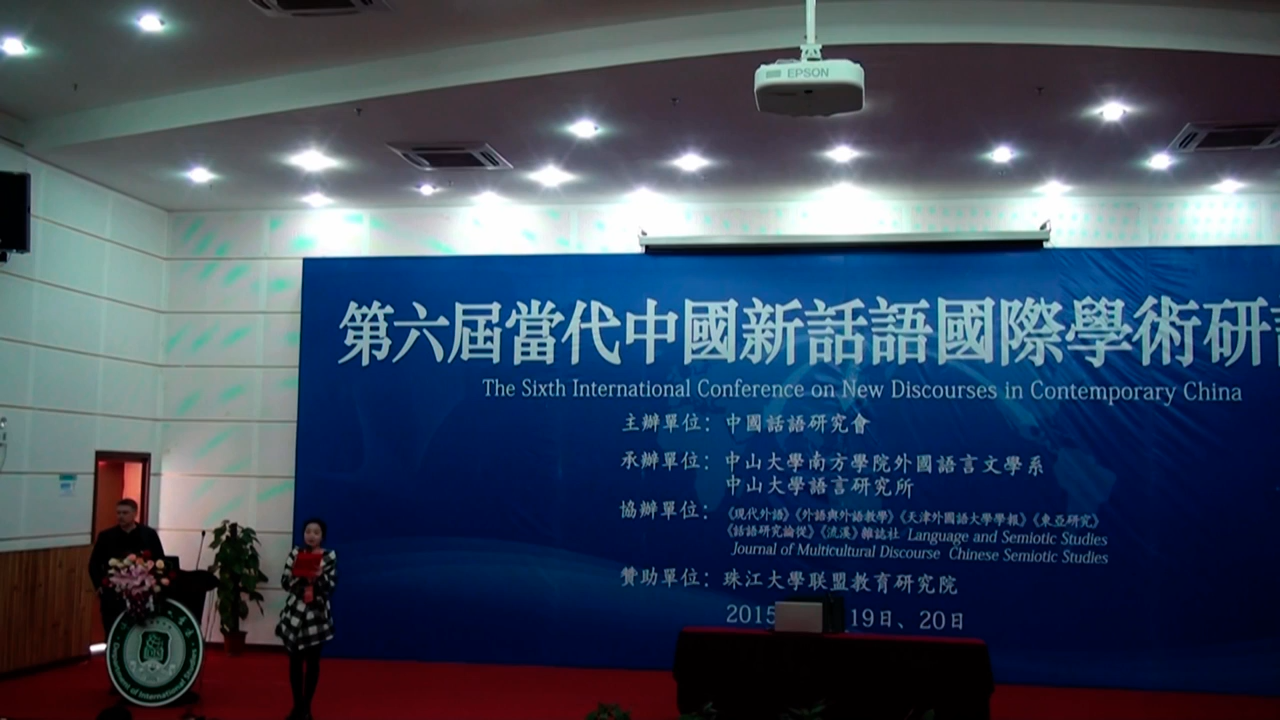 EPSON
第六屆當代中國新話語國際學術研
The Sixth International Conference on New Discourses in Contemporary China
主辦單位：中國話語研究會
承辦單位：中山大學南方學院外國語言文學系
中山大學語言研究所
協辦單位：《現代外語》《外語與外語教學》《天津外國語大學學報》《東亞研究》
《話語研究論從》《流溪》雜誌社 Language and Semiotic Studies
Journal of Multicultural Discourse Chinese Semiotic Studies
贊助單位：珠江大學联盟教育研究院
2015 19日、20日
Department of International Studies